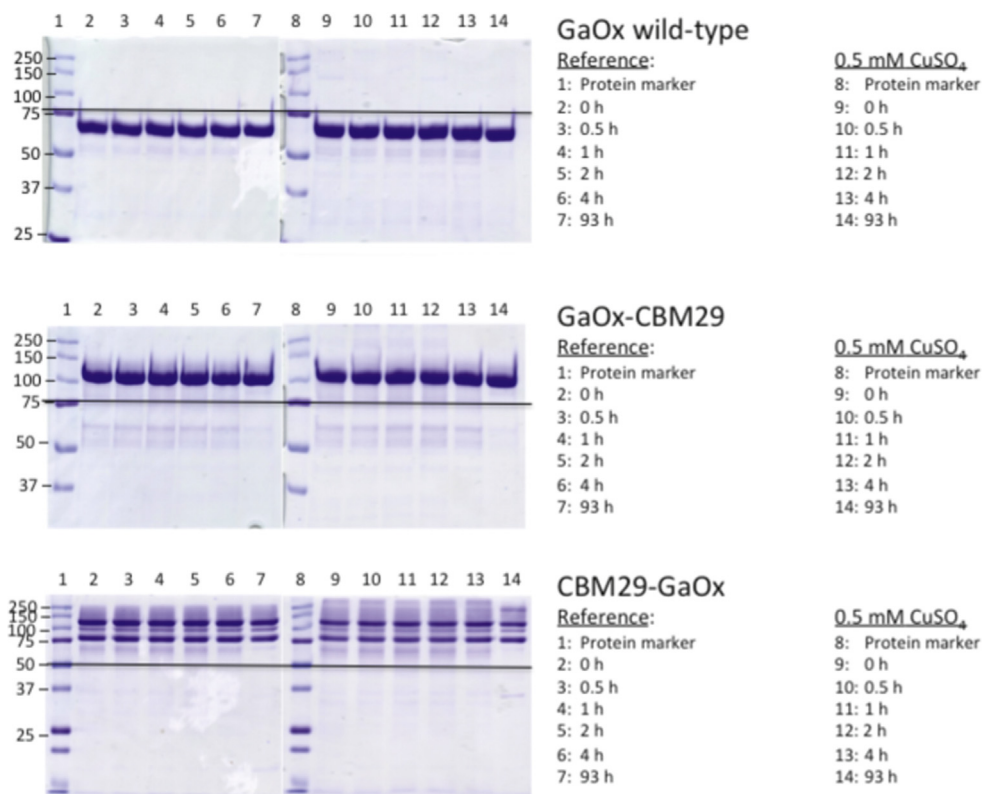 1 2 3 4 5 6 7 8 9 10 11 12 13 14
250
150
100
75
50
37
25
GaOx wild-type
Reference: 0.5 mM CuSO4
1: Protein marker 8: Protein marker
2: 0 h 9: 0 h
3: 0.5 h 10: 0.5 h
4: 1 h 11: 1 h
5: 2 h 12: 2 h
6: 4 h 13: 4 h
7: 93 h 14: 93 h
1 2 3 4 5 6 7 8 9 10 11 12 13 14
250
150
100
75
50
37
GaOx-CBM29
Reference: 0.5 mM CuSO4
1: Protein marker 8: Protein marker
2: 0 h 9: 0 h
3: 0.5 h 10: 0.5 h
4: 1 h 11: 1 h
5: 2 h 12: 2 h
6: 4 h 13: 4 h
7: 93 h 14: 93 h
1 2 3 4 5 6 7 8 9 10 11 12 13 14
250
150
100
75
50
37
25
CBM29-GaOx
Reference: 0.5 mM CuSO4
1: Protein marker 8: Protein marker
2: 0 h 9: 0 h
3: 0.5 h 10: 0.5 h
4: 1 h 11: 1 h
5: 2 h 12: 2 h
6: 4 h 13: 4 h
7: 93 h 14: 93 h